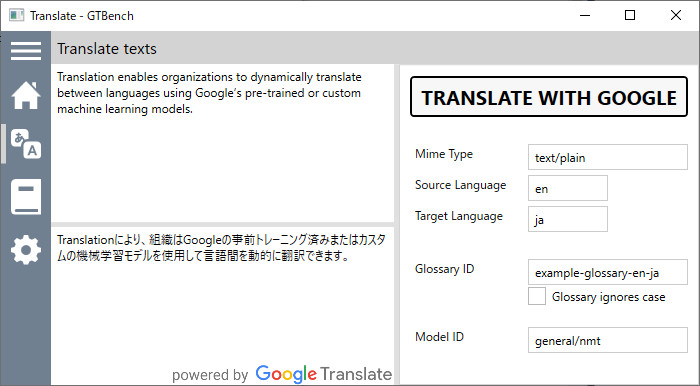 Translate - GTBench
Translate texts
Translation enables organizations to dynamically translate
between languages using Google's pre-trained or custom
machine learning models.
Translationにより、組織はGoogleの事前トレーニング済みまたはカスタ
ムの機械学習モデルを使用して言語間を動的に翻訳できます。
powered by Google Translate
TRANSLATE WITH GOOGLE
Mime Type text/plain
Source Language en
Target Language ja
Glossary ID example-glossary-en-ja
Glossary ignores case
Model ID general/nmt
あ A